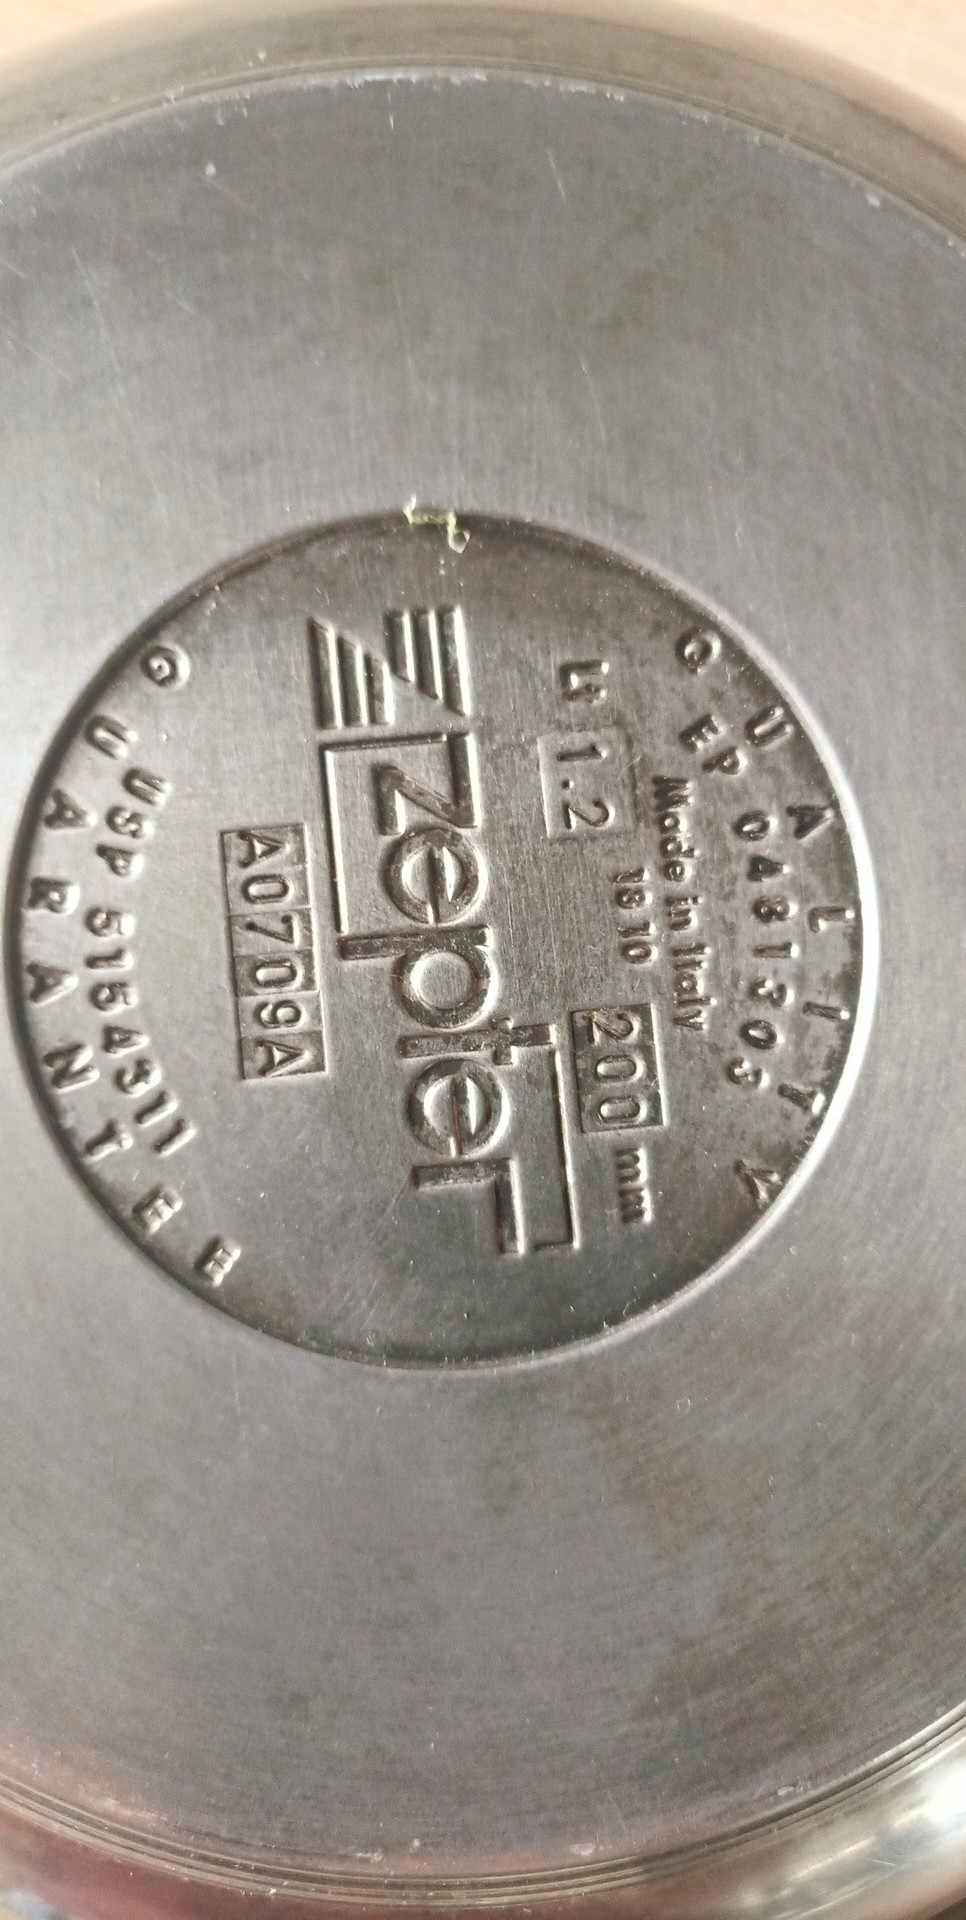 QUALITY
EP 0481303
Made in Italy
18 10
Lt 1.2 200 mm
zepter
A0709A
USP 5154311
GUARANTEE